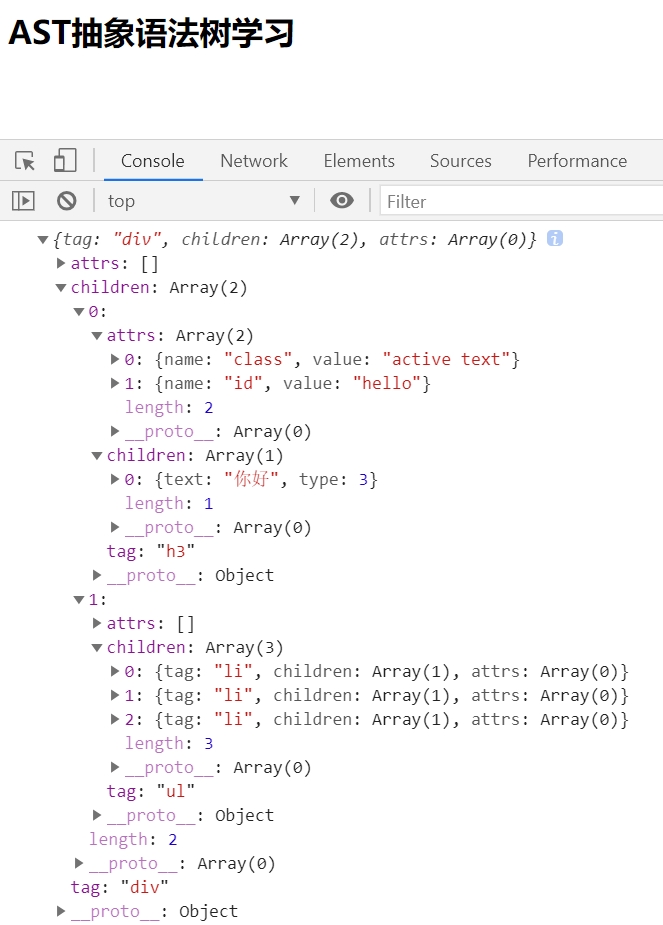 AST抽象语法树学习
Console Network Elements Sources Performance
top Filter
{tag: "div", children: Array(2), attrs: Array(0)} i
attrs: []
children: Array(2)
0:
attrs: Array(2)
0: {name: "class", value: "active text"}
1: {name: "id", value: "hello"}
length: 2
__proto__: Array(0)
children: Array(1)
0: {text: "你好", type: 3}
length: 1
__proto__: Array(0)
tag: "h3"
__proto__: Object
1:
attrs: []
children: Array(3)
0: {tag: "li", children: Array(1), attrs: Array(0)}
1: {tag: "li", children: Array(1), attrs: Array(0)}
2: {tag: "li", children: Array(1), attrs: Array(0)}
length: 3
__proto__: Array(0)
tag: "ul"
__proto__: Object
length: 2
__proto__: Array(0)
tag: "div"
__proto__: Object